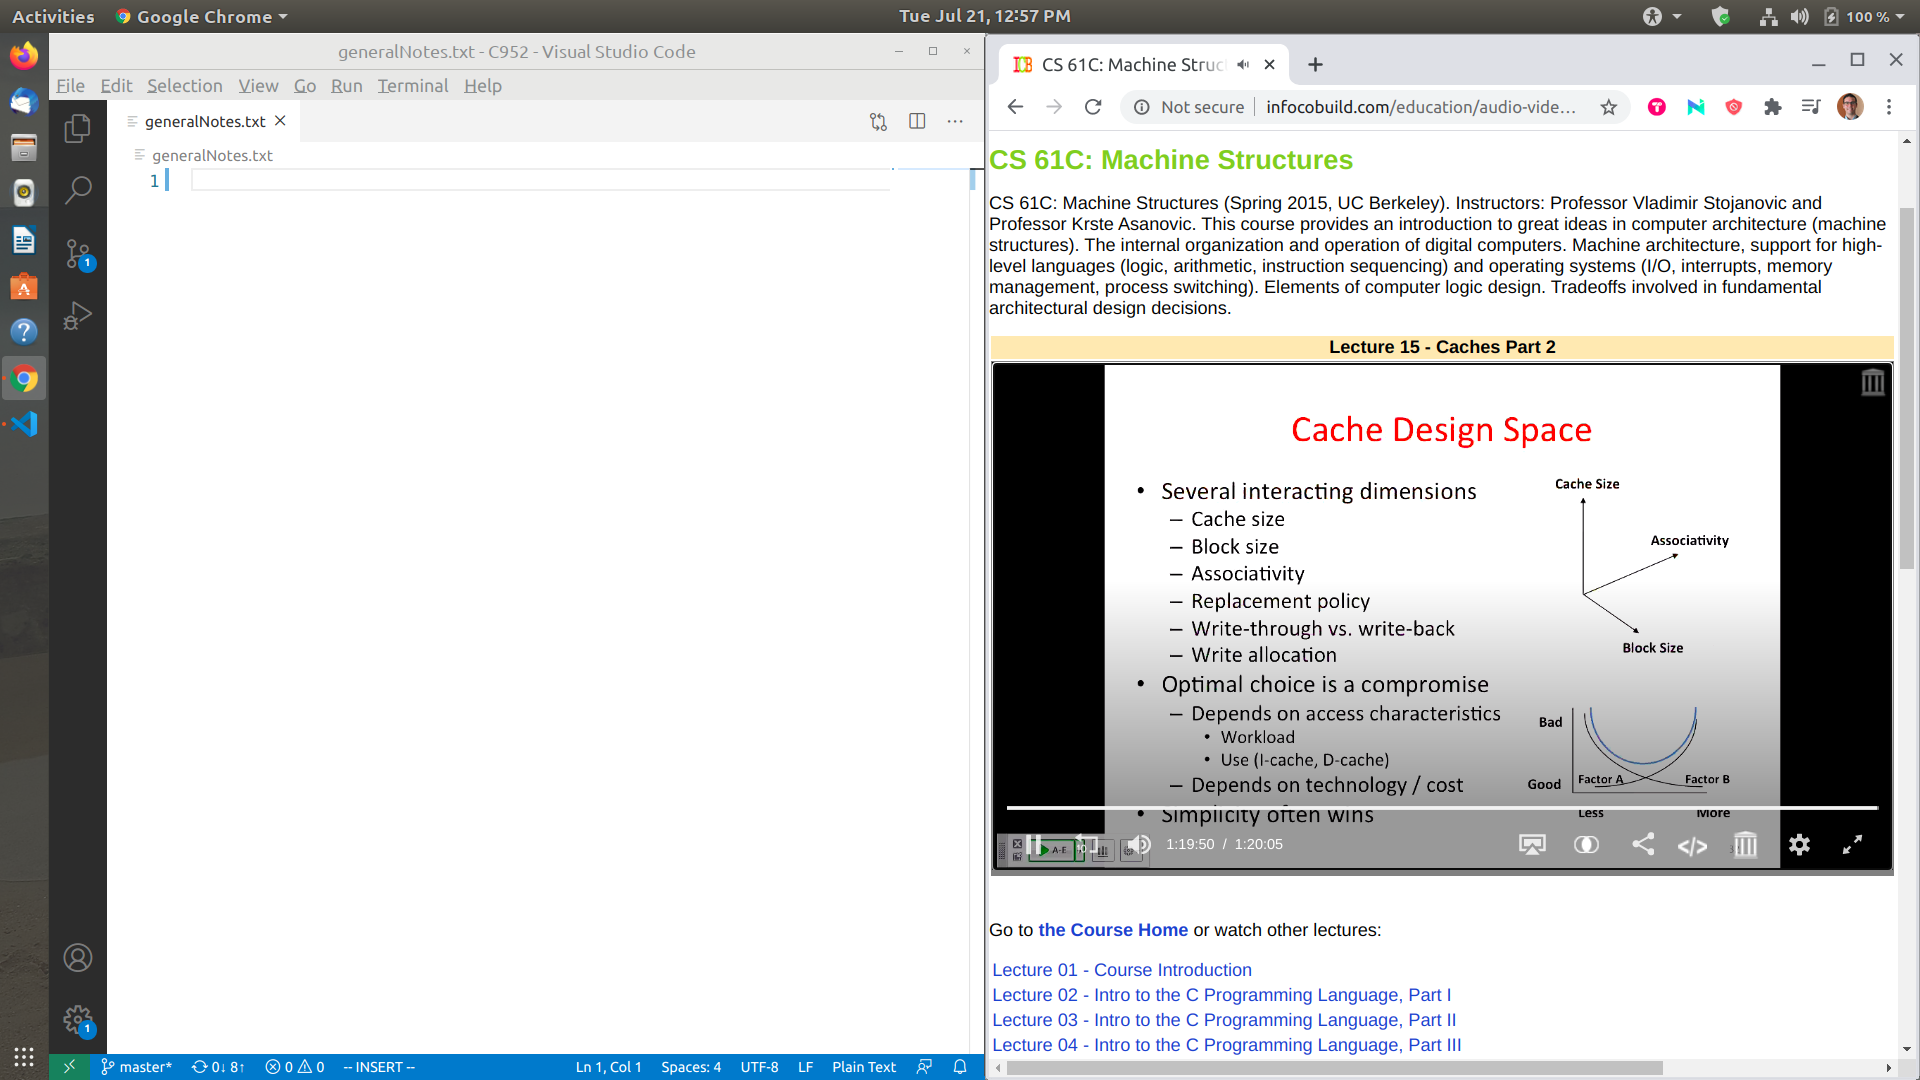 Activities
Google Chrome
Tue Jul 21, 12:57 PM
100 %
generalNotes.txt - C952 - Visual Studio Code
File Edit Selection View Go Run Terminal Help
generalNotes.txt
generalNotes.txt
1
1
1
master*
0↓ 8↑
0 0
-- INSERT --
Ln 1, Col 1
Spaces: 4
UTF-8
LF
Plain Text
CS 61C: Machine Struc
Not secure
infocobuild.com/education/audio-vide...
CS 61C: Machine Structures
CS 61C: Machine Structures (Spring 2015, UC Berkeley). Instructors: Professor Vladimir Stojanovic and
Professor Krste Asanovic. This course provides an introduction to great ideas in computer architecture (machine
structures). The internal organization and operation of digital computers. Machine architecture, support for high-
level languages (logic, arithmetic, instruction sequencing) and operating systems (I/O, interrupts, memory
management, process switching). Elements of computer logic design. Tradeoffs involved in fundamental
architectural design decisions.
Lecture 15 - Caches Part 2
Cache Design Space
• Several interacting dimensions
– Cache size
– Block size
– Associativity
– Replacement policy
– Write-through vs. write-back
– Write allocation
• Optimal choice is a compromise
– Depends on access characteristics
• Workload
• Use (I-cache, D-cache)
– Depends on technology / cost
• Simplicity often wins
Cache Size
Associativity
Block Size
Bad
Good
Factor A
Factor B
Less
More
A-E
10
1:19:50 / 1:20:05
Go to the Course Home or watch other lectures:
Lecture 01 - Course Introduction
Lecture 02 - Intro to the C Programming Language, Part I
Lecture 03 - Intro to the C Programming Language, Part II
Lecture 04 - Intro to the C Programming Language, Part III